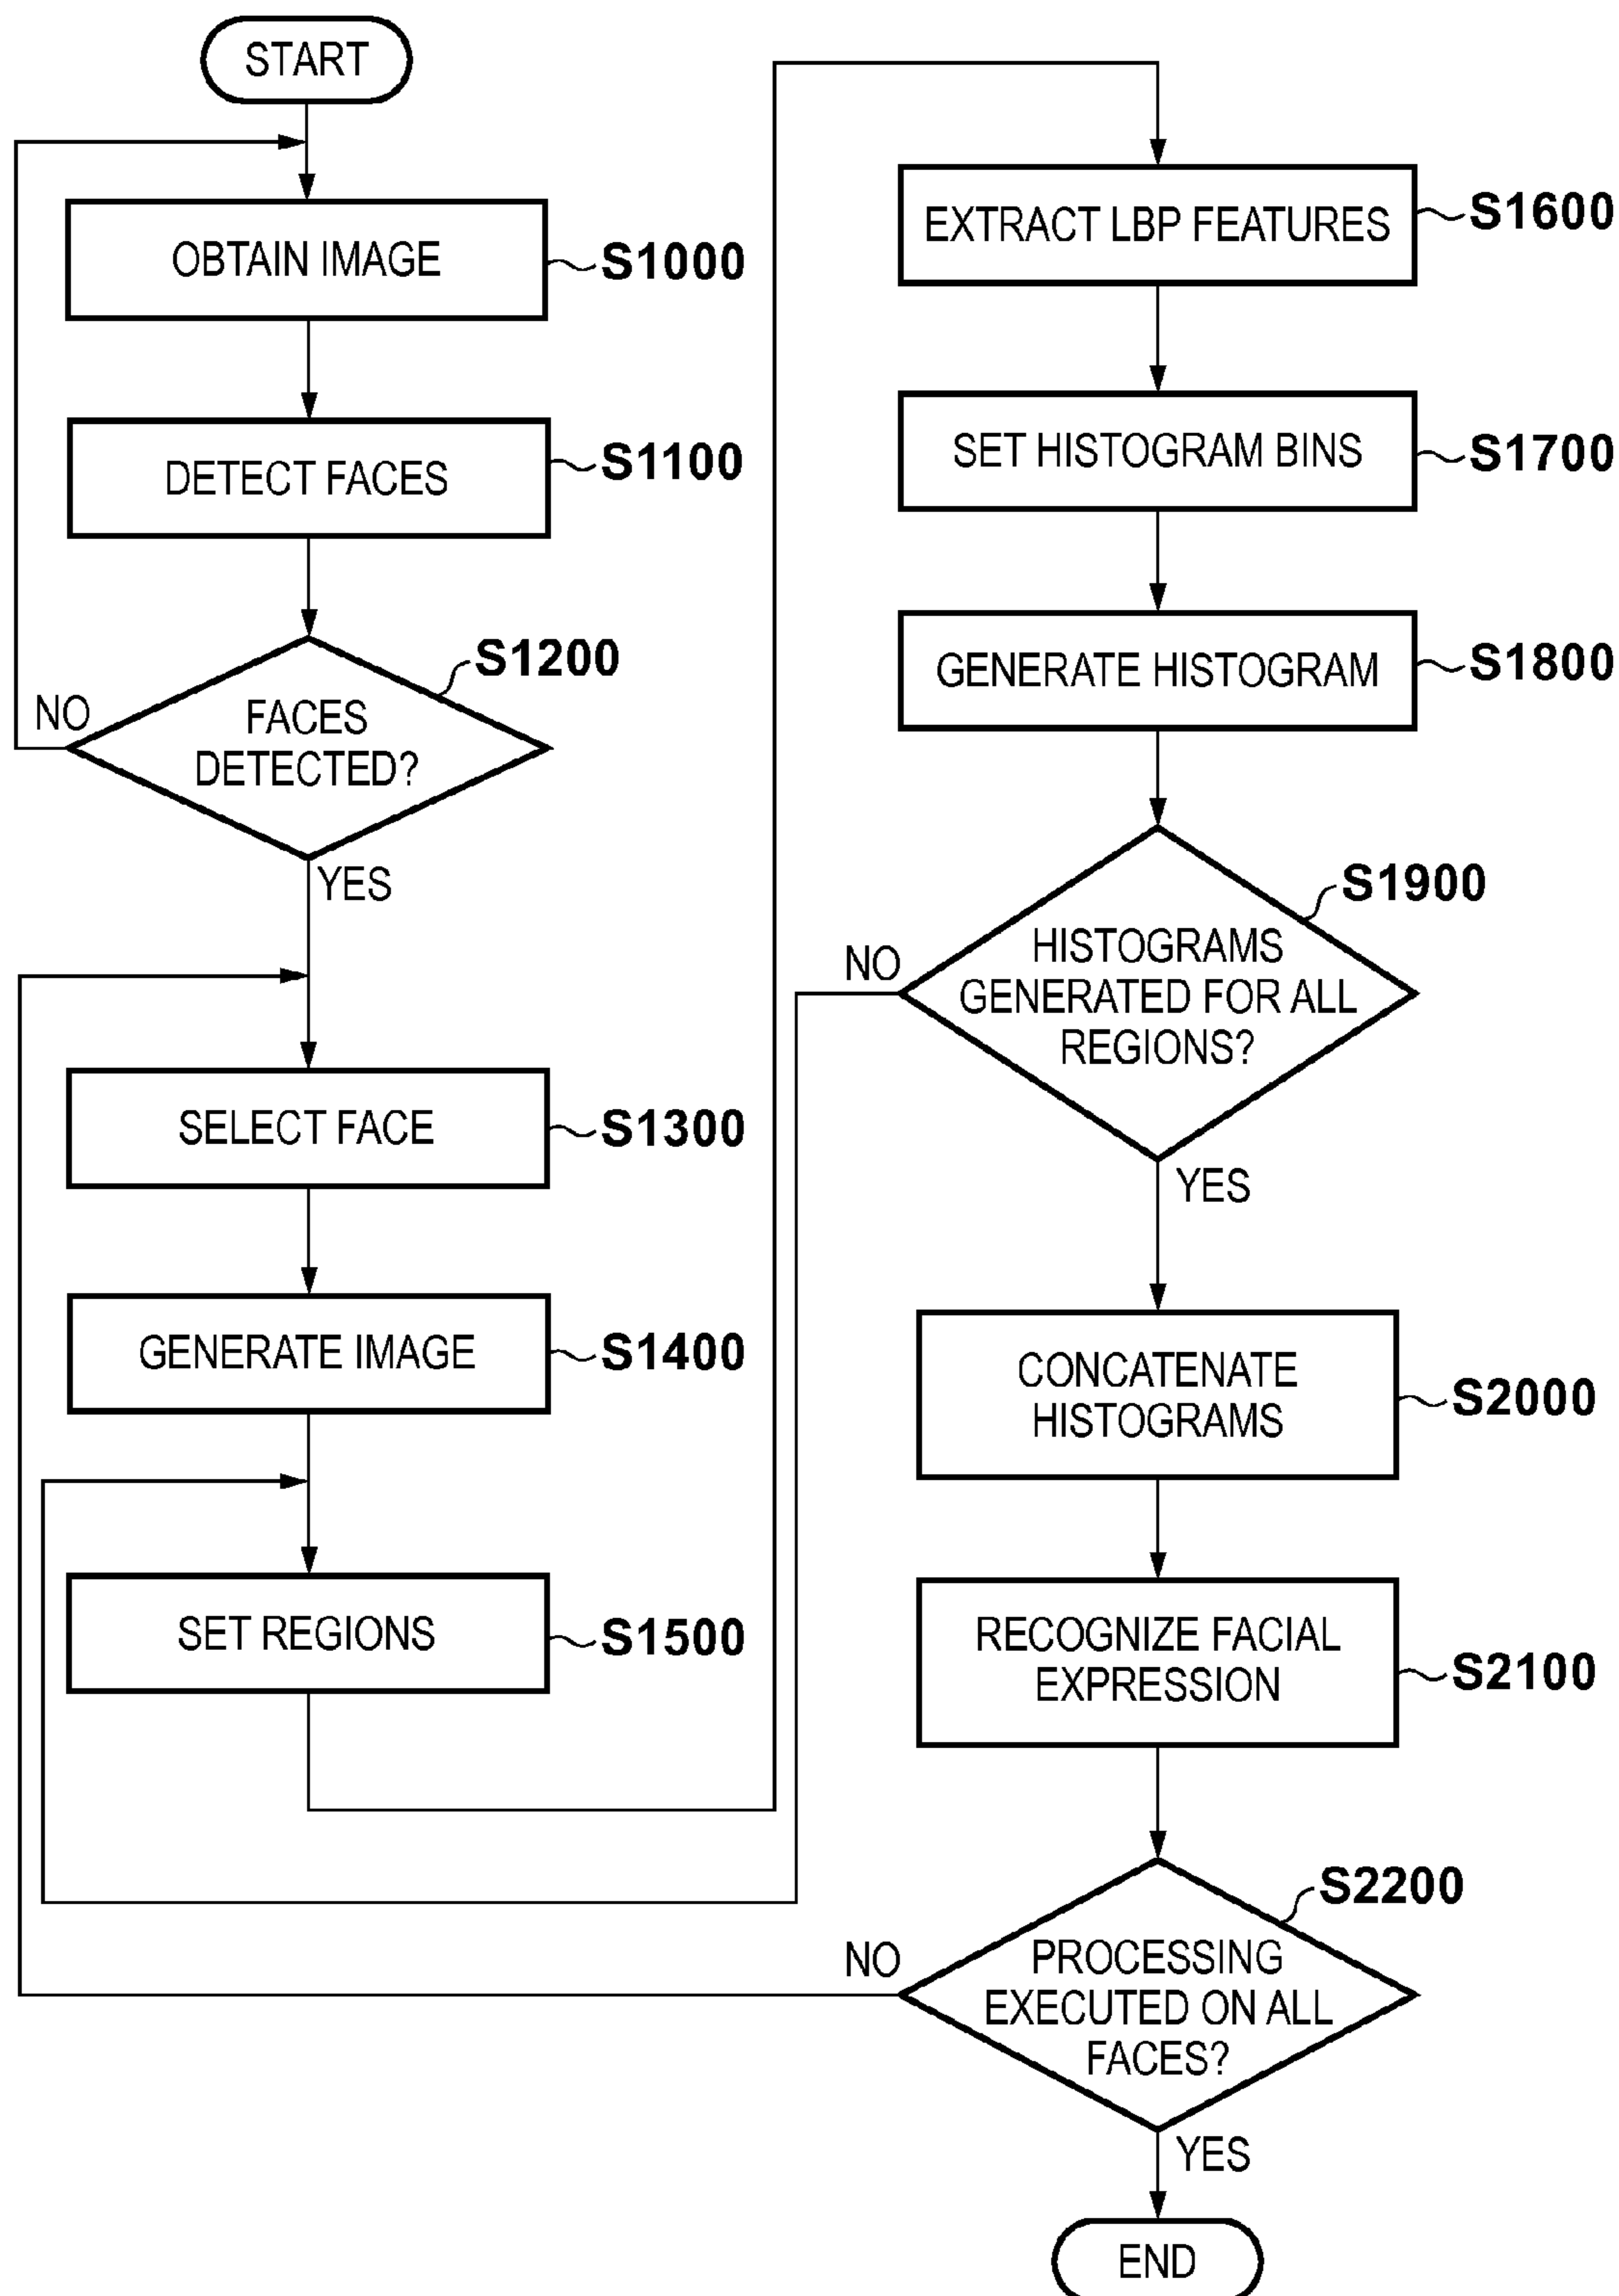 START
OBTAIN IMAGE
S1000
DETECT FACES
S1100
S1200
NO
FACES
DETECTED?
YES
SELECT FACE
S1300
GENERATE IMAGE
S1400
SET REGIONS
S1500
EXTRACT LBP FEATURES
S1600
SET HISTOGRAM BINS
S1700
GENERATE HISTOGRAM
S1800
S1900
NO
HISTOGRAMS
GENERATED FOR ALL
REGIONS?
YES
CONCATENATE
HISTOGRAMS
S2000
RECOGNIZE FACIAL
EXPRESSION
S2100
S2200
NO
PROCESSING
EXECUTED ON ALL
FACES?
YES
END